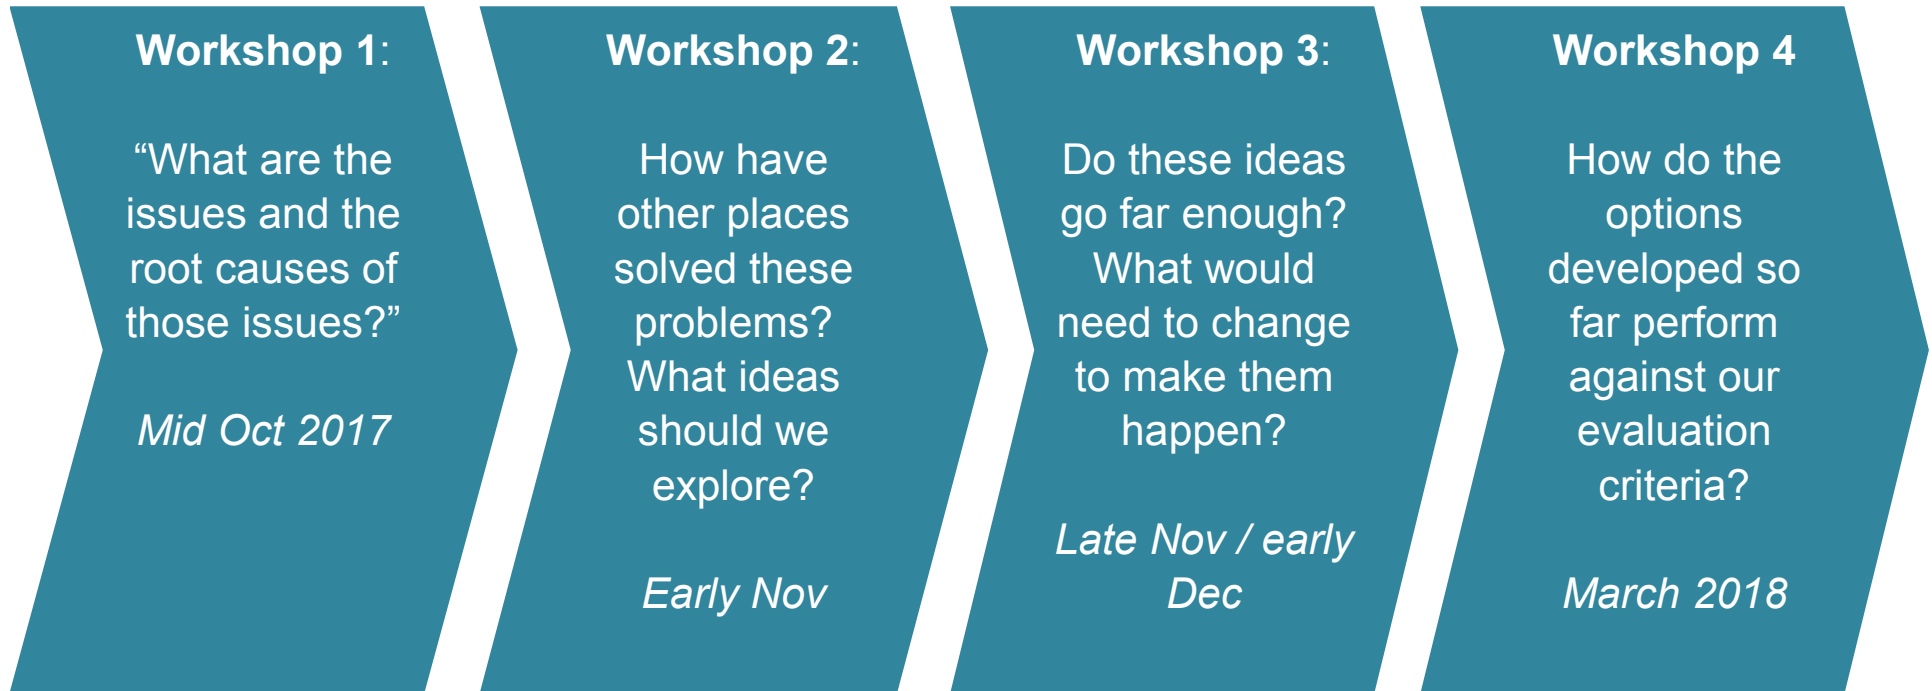 Workshop 1:
“What are the
issues and the
root causes of
those issues?”
Mid Oct 2017
Workshop 2:
How have
other places
solved these
problems?
What ideas
should we
explore?
Early Nov
Workshop 3:
Do these ideas
go far enough?
What would
need to change
to make them
happen?
Late Nov / early
Dec
Workshop 4
How do the
options
developed so
far perform
against our
evaluation
criteria?
March 2018